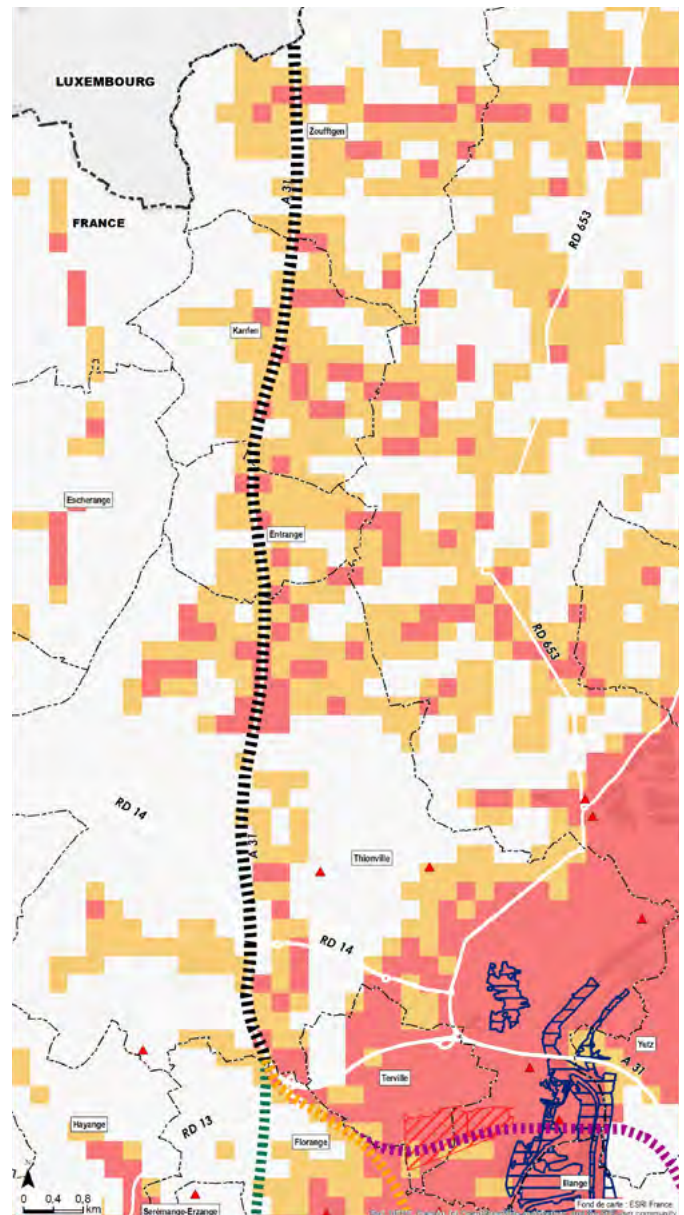 LUXEMBOURG
Zoufftgen
A 31
FRANCE
RD 653
Kanfen
Escherange
Entrange
RD 653
RD 14
A 31
Thionville
RD 14
Yutz
A 31
Terville
Hayange
RD 13
Florange
Illange
0 0,4 0,8
km
Serémange-Erzange
Fond de carte : ESRI France.